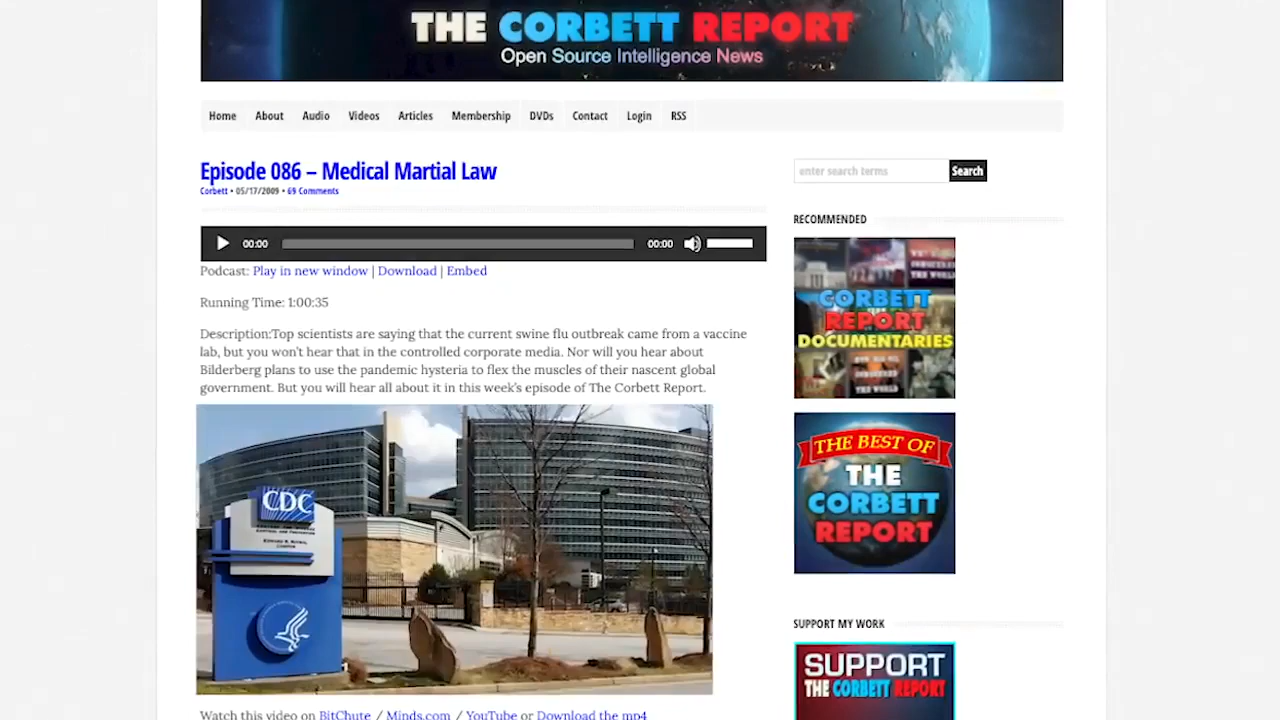 THE CORBETT REPORT
Open Source Intelligence News
Home About Audio Videos Articles Membership DVDs Contact Login RSS
Episode 086 – Medical Martial Law
Corbett • 05/17/2009 • 69 Comments
enter search terms Search
00:00 00:00
Podcast: Play in new window | Download | Embed
Running Time: 1:00:35
Description:Top scientists are saying that the current swine flu outbreak came from a vaccine
lab, but you won't hear that in the controlled corporate media. Nor will you hear about
Bilderberg plans to use the pandemic hysteria to flex the muscles of their nascent global
government. But you will hear all about it in this week's episode of The Corbett Report.
CDC
Watch this video on BitChute / Minds.com / YouTube or Download the mp4
RECOMMENDED
CORBETT
REPORT
DOCUMENTARIES
THE BEST OF
THE
CORBETT
REPORT
SUPPORT MY WORK
SUPPORT
THE CORBETT REPORT